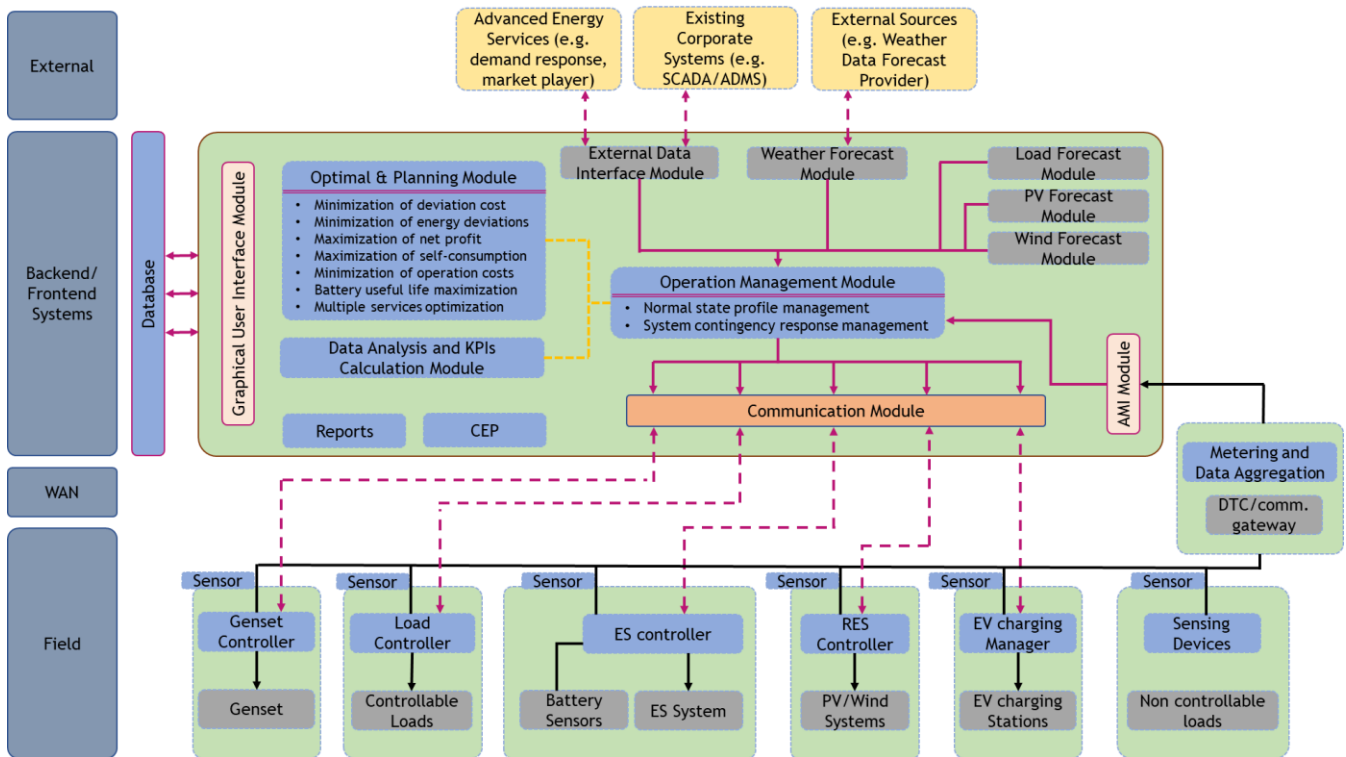 External
Advanced Energy
Services (e.g.
demand response,
market player)
Existing
Corporate
Systems (e.g.
SCADA/ADMS)
External Sources
(e.g. Weather
Data Forecast
Provider)
Backend/
Frontend
Systems
Database
Graphical User Interface Module
Optimal & Planning Module
• Minimization of deviation cost
• Minimization of energy deviations
• Maximization of net profit
• Maximization of self-consumption
• Minimization of operation costs
• Battery useful life maximization
• Multiple services optimization
Data Analysis and KPIs
Calculation Module
Reports
CEP
External Data
Interface Module
Weather Forecast
Module
Load Forecast
Module
PV Forecast
Module
Wind Forecast
Module
Operation Management Module
• Normal state profile management
• System contingency response management
Communication Module
AMI Module
Metering and
Data Aggregation
DTC/comm.
gateway
WAN
Field
Sensor
Genset
Controller
Genset
Sensor
Load
Controller
Controllable
Loads
Sensor
ES controller
Battery
Sensors
ES System
Sensor
RES
Controller
PV/Wind
Systems
Sensor
EV charging
Manager
EV charging
Stations
Sensor
Sensing
Devices
Non controllable
loads